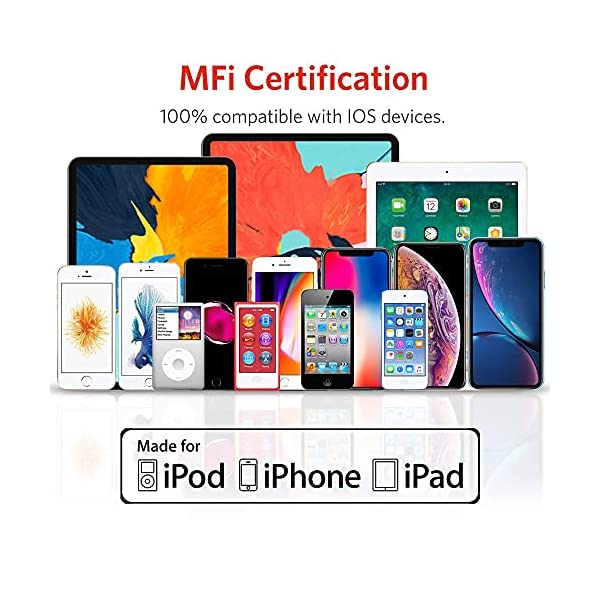 MFi Certification
100% compatible with IOS devices.
Made for
iPod iPhone iPad